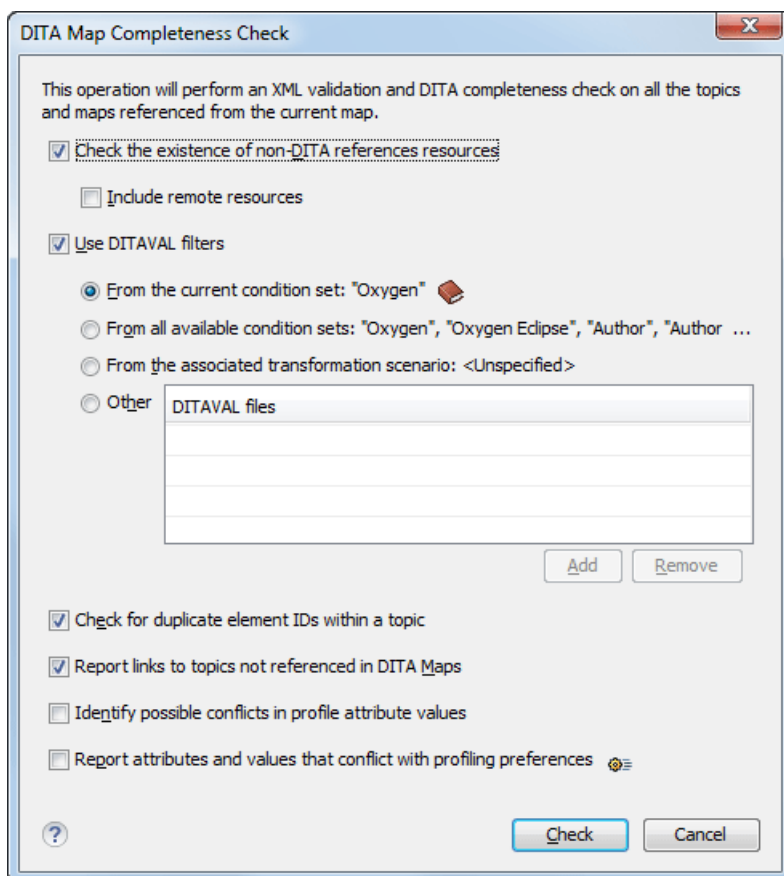 DITA Map Completeness Check
This operation will perform an XML validation and DITA completeness check on all the topics
and maps referenced from the current map.
Check the existence of non-DITA references resources
Include remote resources
Use DITAVAL filters
From the current condition set: "Oxygen"
From all available condition sets: "Oxygen", "Oxygen Eclipse", "Author", "Author ...
From the associated transformation scenario: <Unspecified>
Other
DITAVAL files
Add
Remove
Check for duplicate element IDs within a topic
Report links to topics not referenced in DITA Maps
Identify possible conflicts in profile attribute values
Report attributes and values that conflict with profiling preferences
?
Check
Cancel